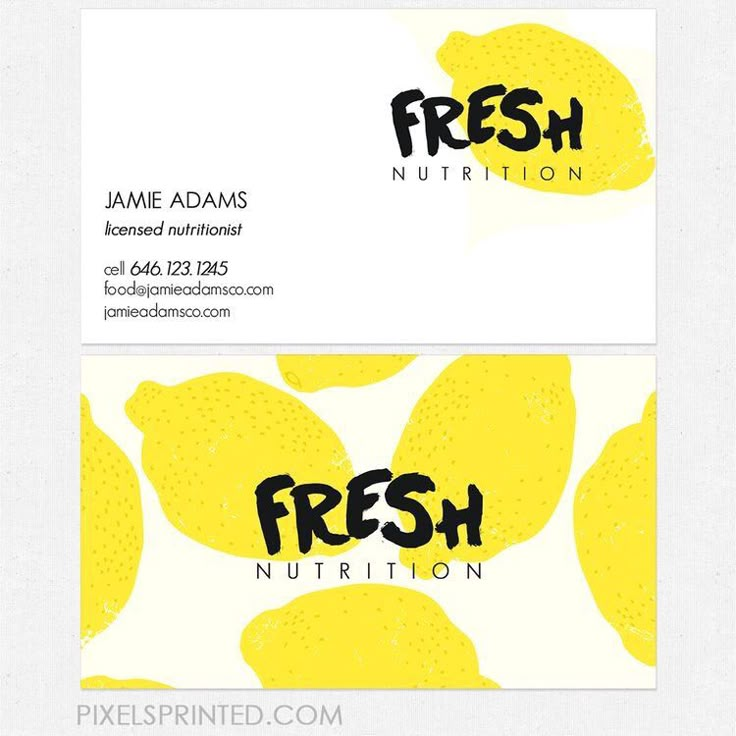 FRESH
NUTRITION
JAMIE ADAMS
licensed nutritionist
cell 646.123.1245
food@jamieadamsco.com
jamieadamsco.com
FRESH
NUTRITION
PIXELSPRINTED.COM